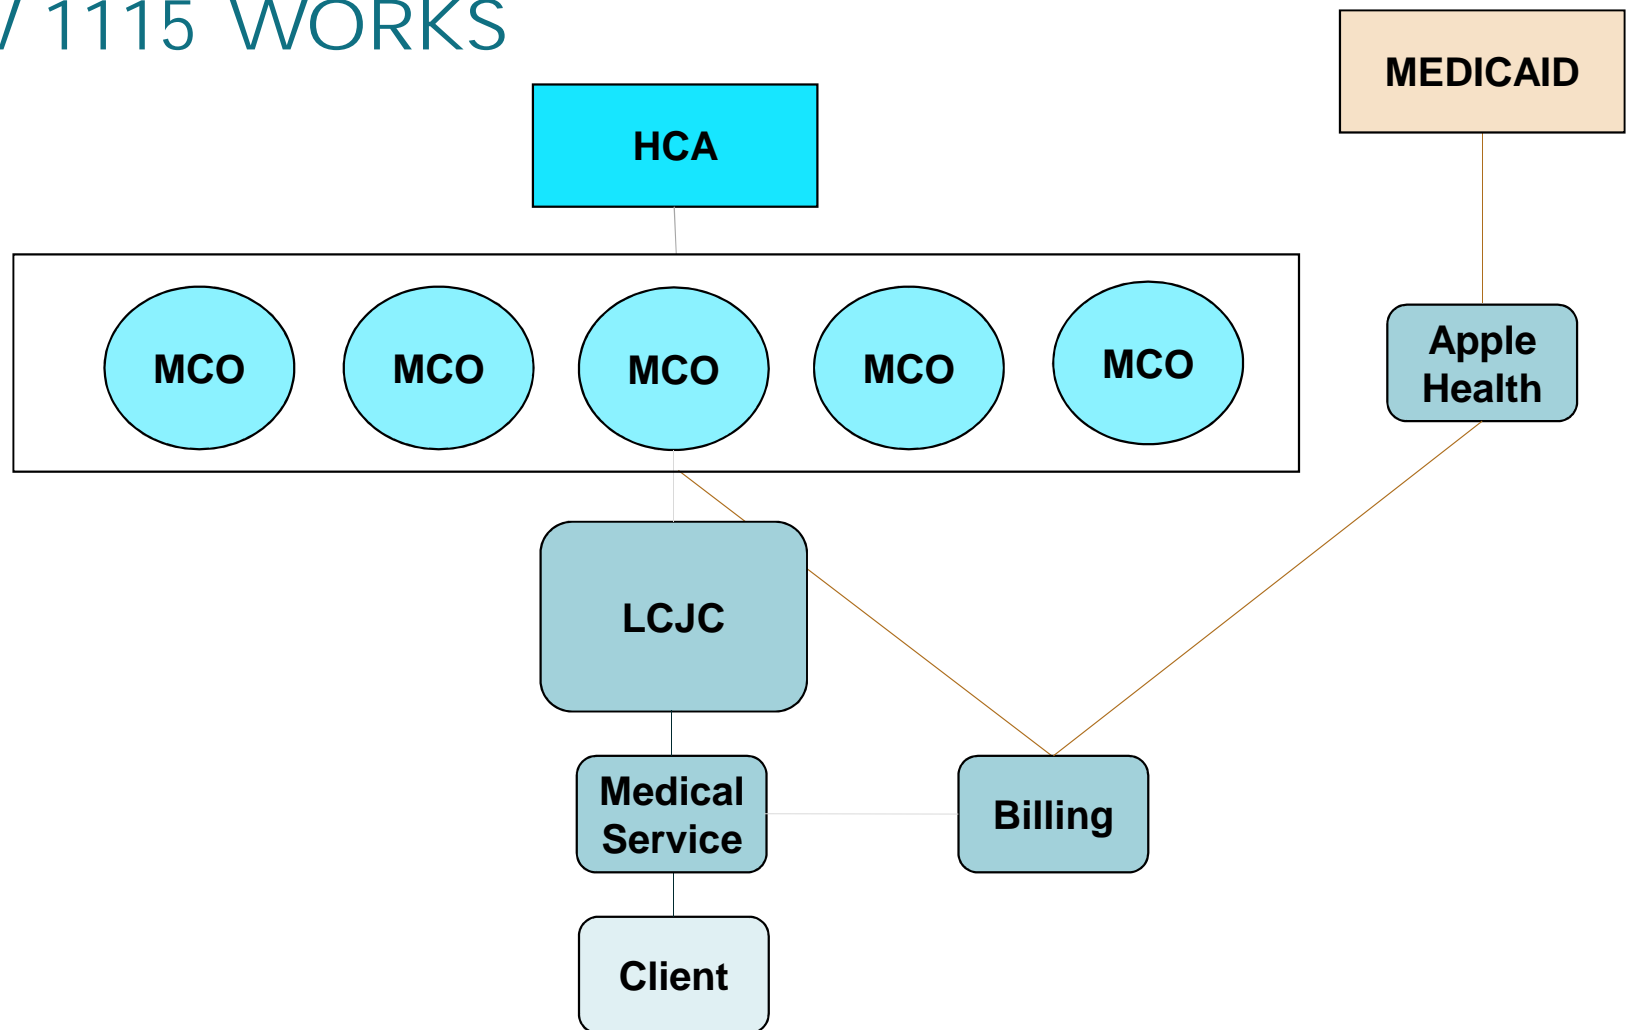 1115 WORKS
MEDICAID
HCA
MCO
MCO
MCO
MCO
MCO
Apple
Health
LCJC
Medical
Service
Billing
Client